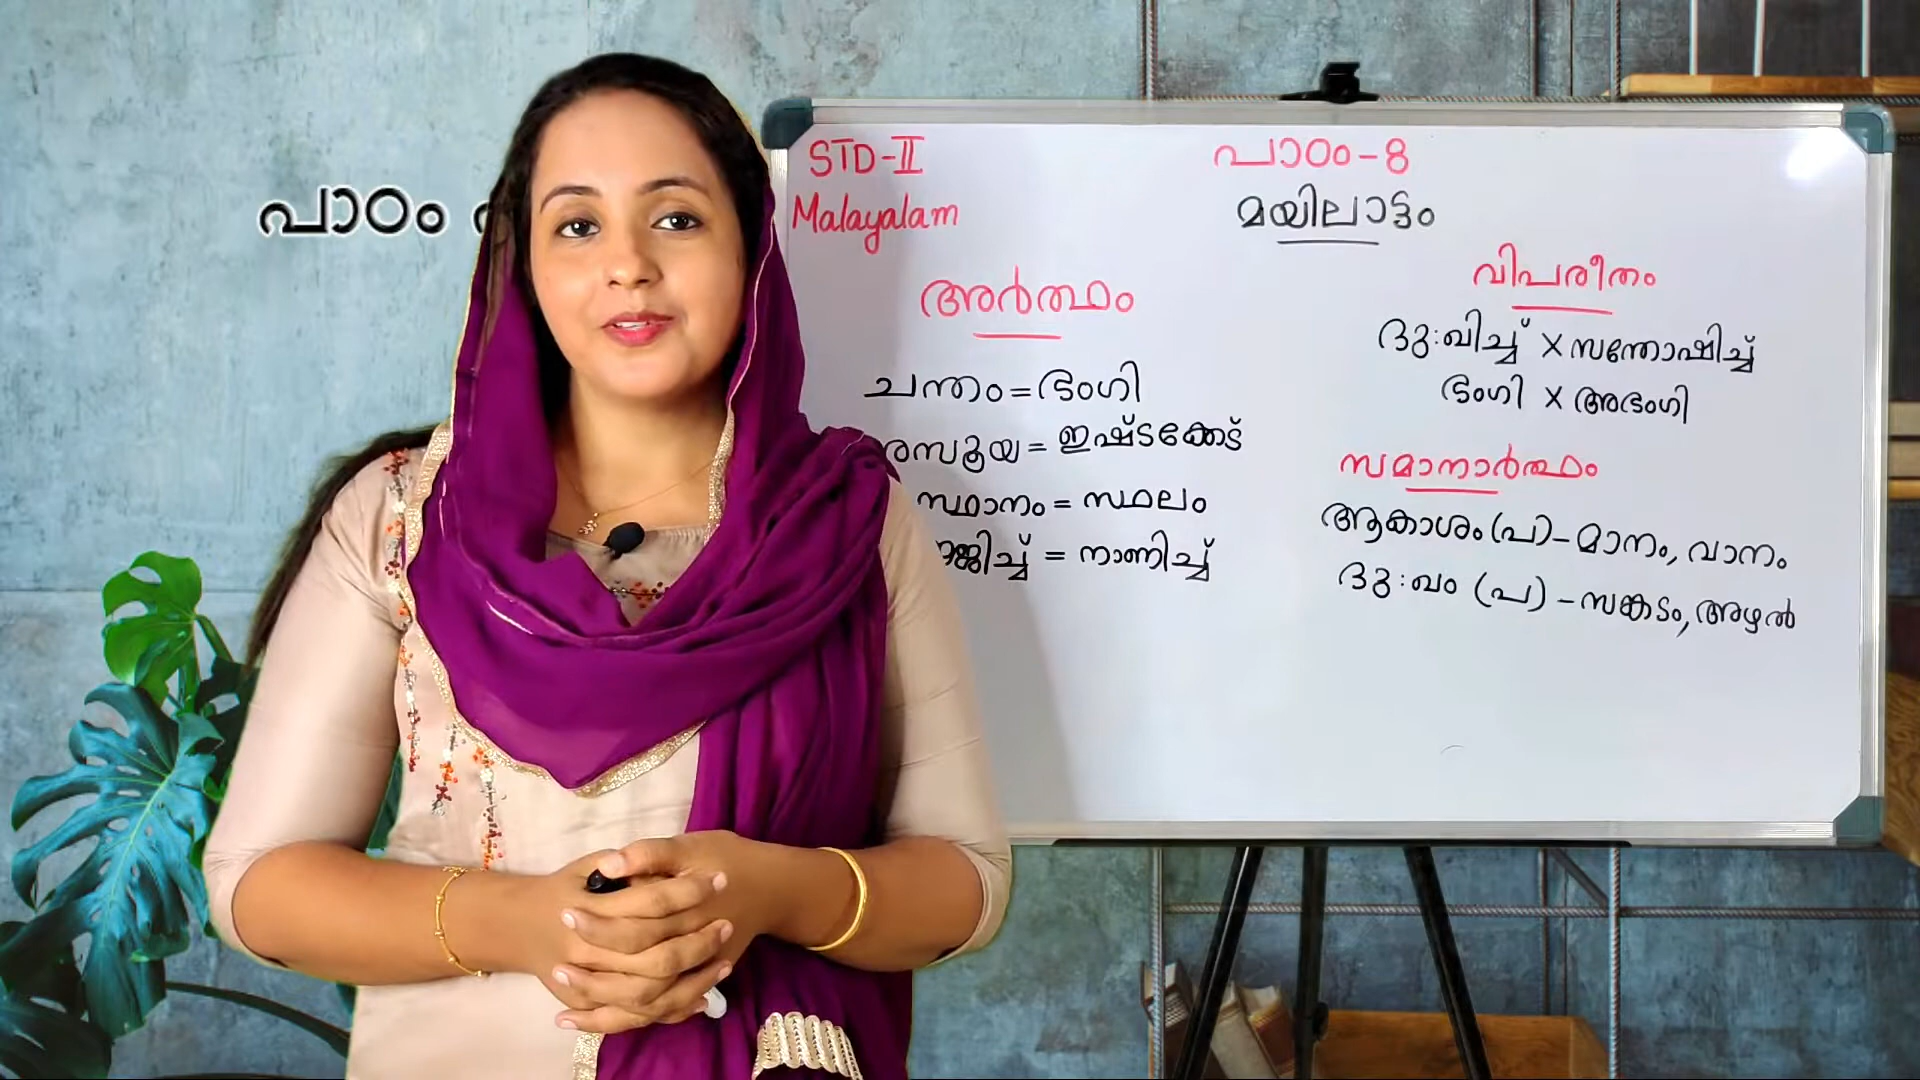 പാഠം
STD-II
Malayalam
പാഠം-8
മയിലാട്ടം
അർത്ഥം
ചന്തം=ഭംഗി
സൂയ = ഇഷ്ടക്കേട്
സ്ഥാനം = സ്ഥലം
ജ്ജിച്ച് = നാണിച്ച്
വിപരീതം
ദുഃഖിച്ച് X സന്തോഷിച്ച്
ഭംഗി X അഭംഗി
സമാനാർത്ഥം
ആകാശം (പ)-മാനം, വാനം
ദുഃഖം (പ) - സങ്കടം, അഴൽ